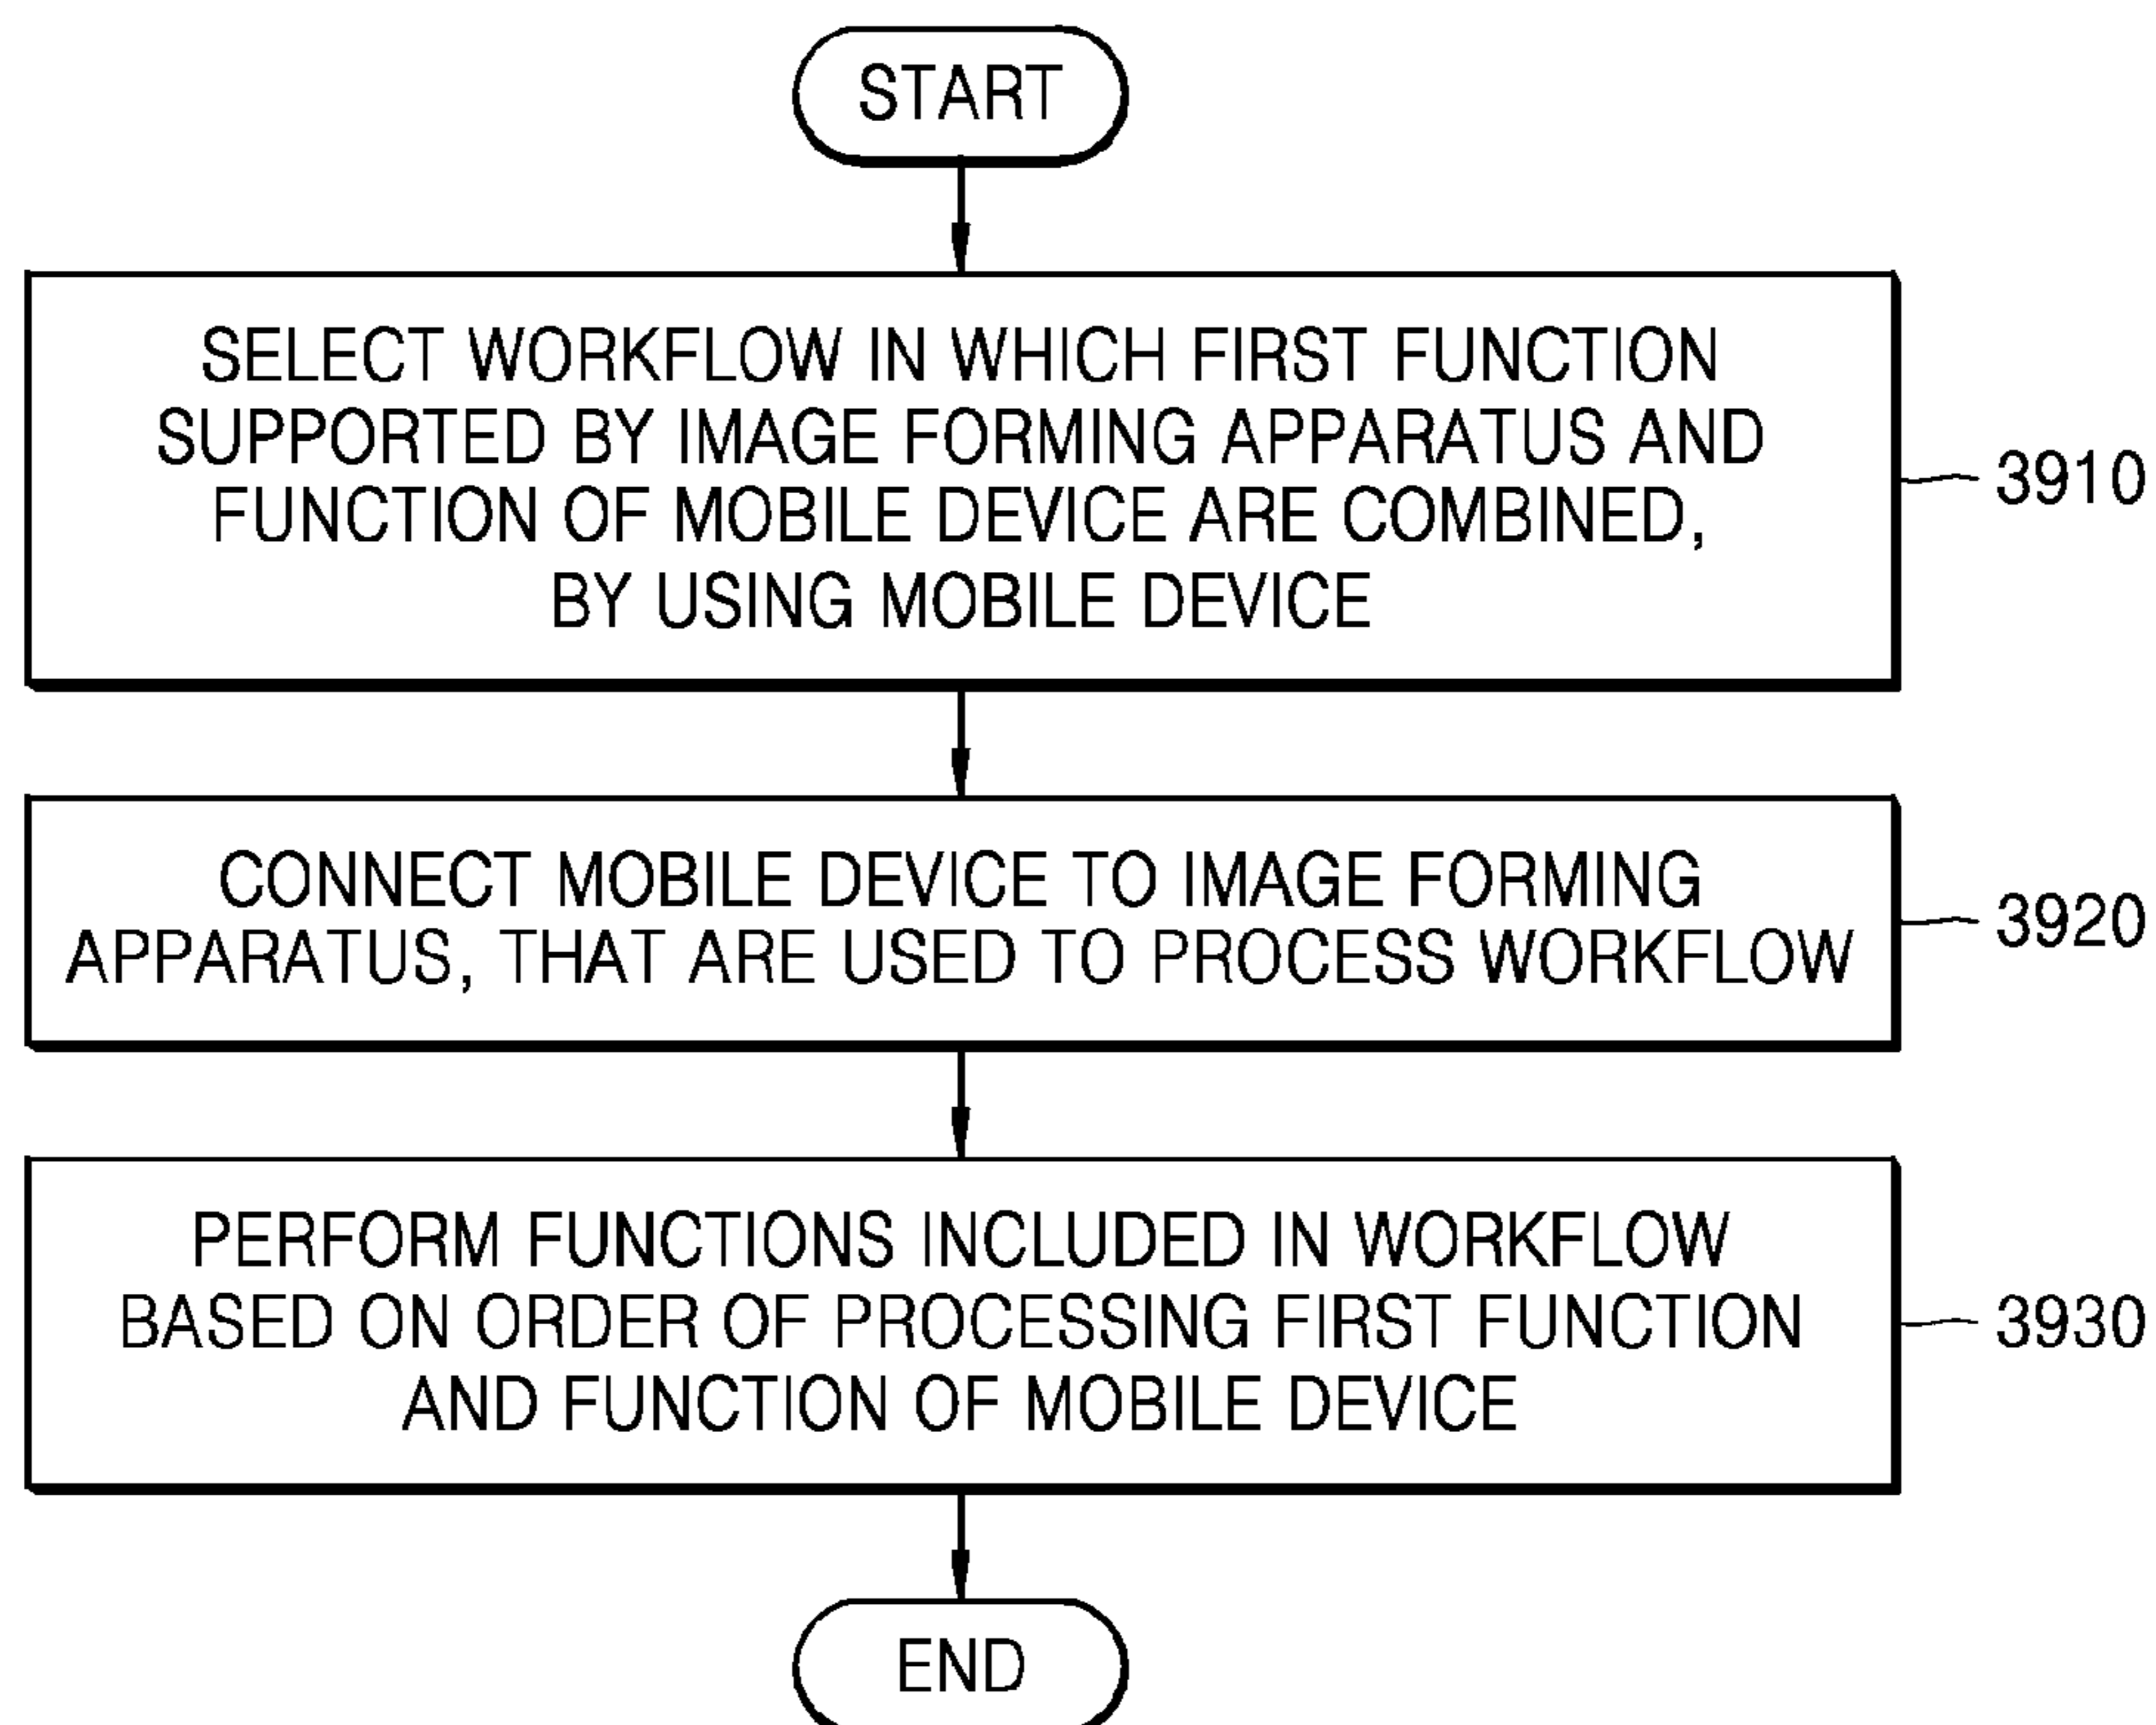 START
SELECT WORKFLOW IN WHICH FIRST FUNCTION
SUPPORTED BY IMAGE FORMING APPARATUS AND
FUNCTION OF MOBILE DEVICE ARE COMBINED,
BY USING MOBILE DEVICE
3910
CONNECT MOBILE DEVICE TO IMAGE FORMING
APPARATUS, THAT ARE USED TO PROCESS WORKFLOW
3920
PERFORM FUNCTIONS INCLUDED IN WORKFLOW
BASED ON ORDER OF PROCESSING FIRST FUNCTION
AND FUNCTION OF MOBILE DEVICE
3930
END